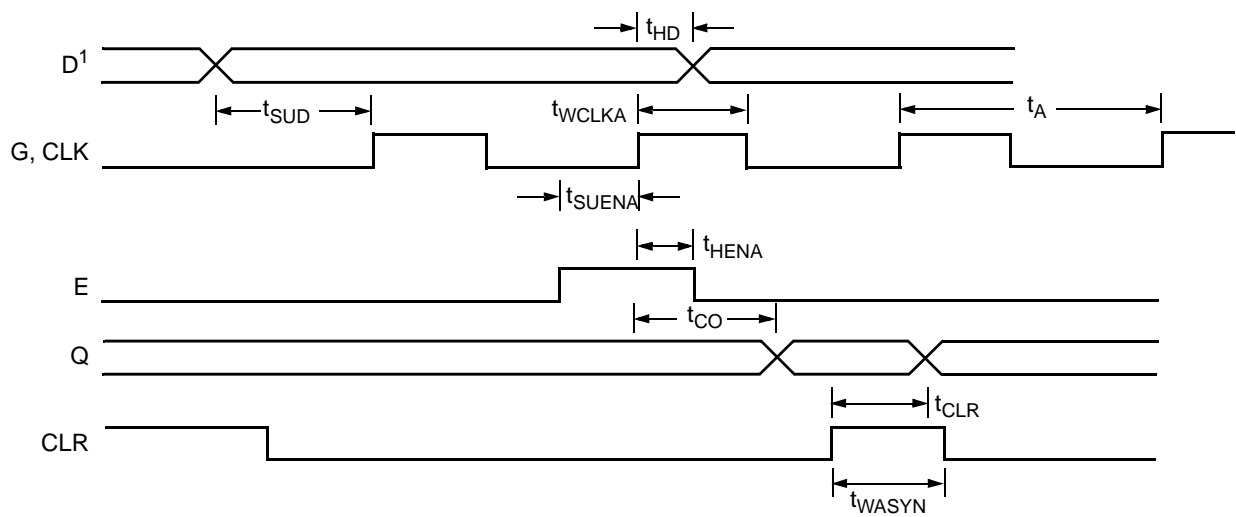 tHD
D1
tSUD
tWCLKA
tA
G, CLK
tSUENA
tHENA
E
tCO
Q
tCLR
CLR
tWASYN